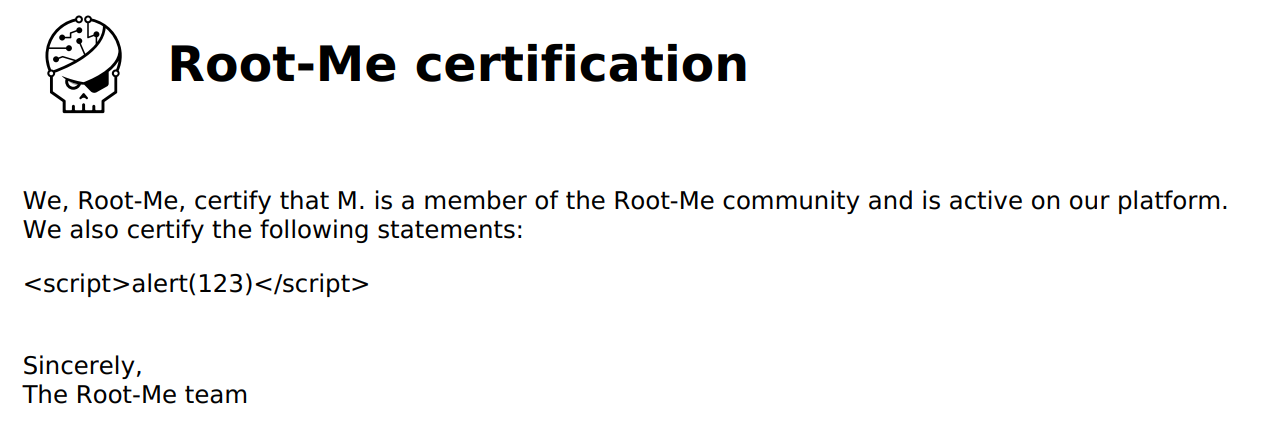 Root-Me certification
We, Root-Me, certify that M. is a member of the Root-Me community and is active on our platform.
We also certify the following statements:
<script>alert(123)</script>
Sincerely,
The Root-Me team